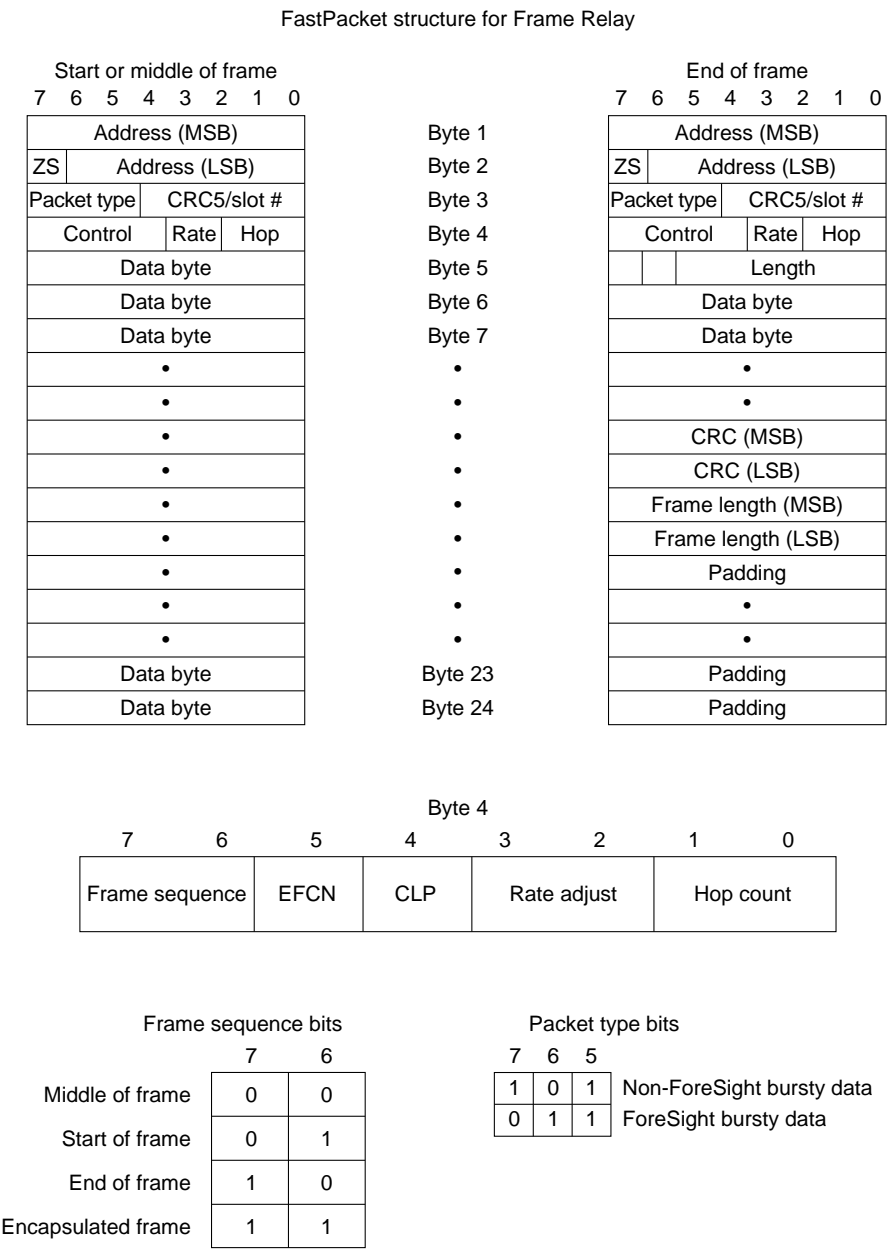 FastPacket structure for Frame Relay
Start or middle of frame
End of frame
7 6 5 4 3 2 1 0
7 6 5 4 3 2 1 0
Address (MSB) Byte 1 Address (MSB)
ZS Address (LSB) Byte 2 ZS Address (LSB)
Packet type CRC5/slot # Byte 3 Packet type CRC5/slot #
Control Rate Hop Byte 4 Control Rate Hop
Data byte Byte 5 Length
Data byte Byte 6 Data byte
Data byte Byte 7 Data byte
• • •
• • •
• • CRC (MSB)
• • CRC (LSB)
• • Frame length (MSB)
• • Frame length (LSB)
• • Padding
• • •
• • •
Data byte Byte 23 Padding
Data byte Byte 24 Padding
Byte 4
7 6 5 4 3 2 1 0
Frame sequence EFCN CLP Rate adjust Hop count
Frame sequence bits
7 6
Middle of frame 0 0
Start of frame 0 1
End of frame 1 0
Encapsulated frame 1 1
Packet type bits
7 6 5
1 0 1 Non-ForeSight bursty data
0 1 1 ForeSight bursty data